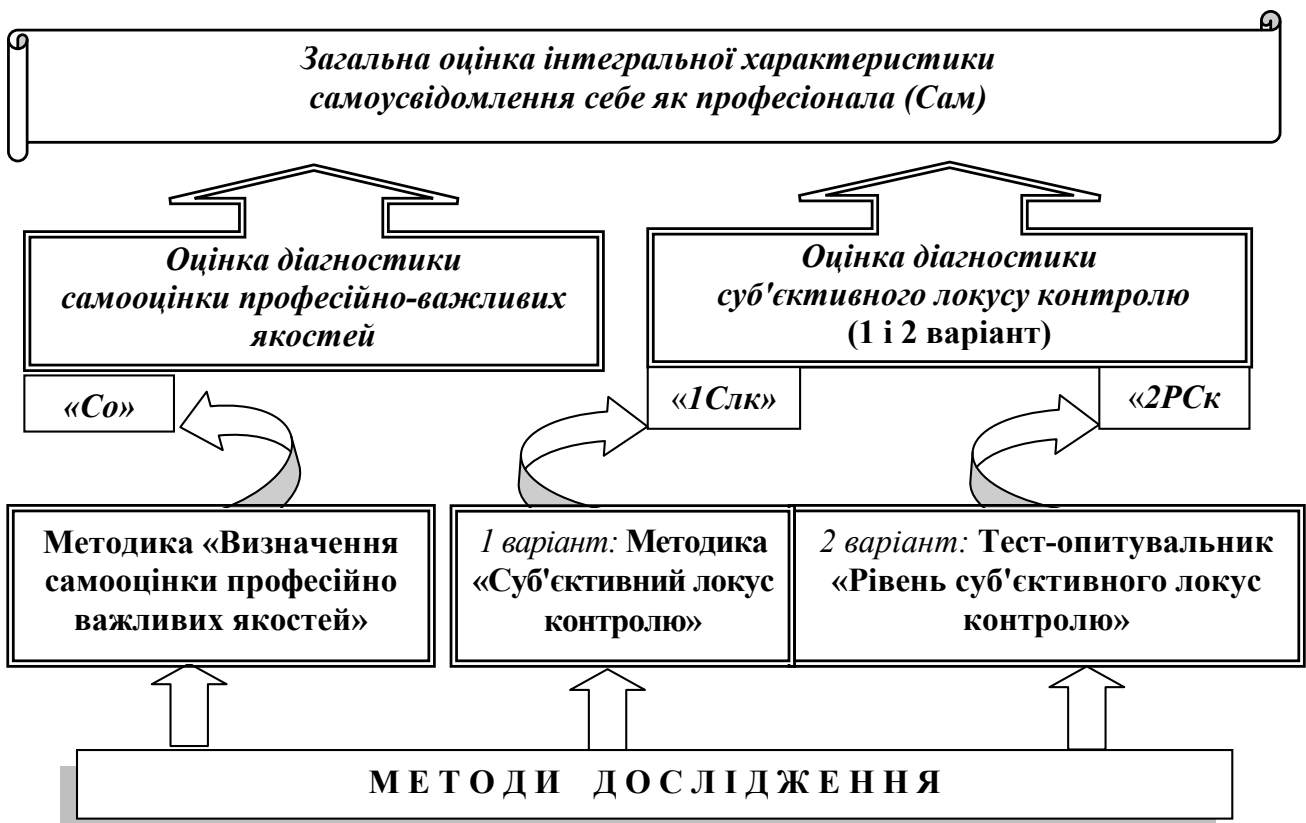 Загальна оцінка інтегральної характеристики
самоусвідомлення себе як професіонала (Сам)
Оцінка діагностики
самооцінки професійно-важливих
якостей
Оцінка діагностики
суб'єктивного локусу контролю
(1 і 2 варіант)
«Со»
«1Слк»
«2РСк
Методика «Визначення
самооцінки професійно
важливих якостей»
1 варіант: Методика
«Суб'єктивний локус
контролю»
2 варіант: Тест-опитувальник
«Рівень суб'єктивного локус
контролю»
М Е Т О Д И Д О С Л І Д Ж Е Н Н Я